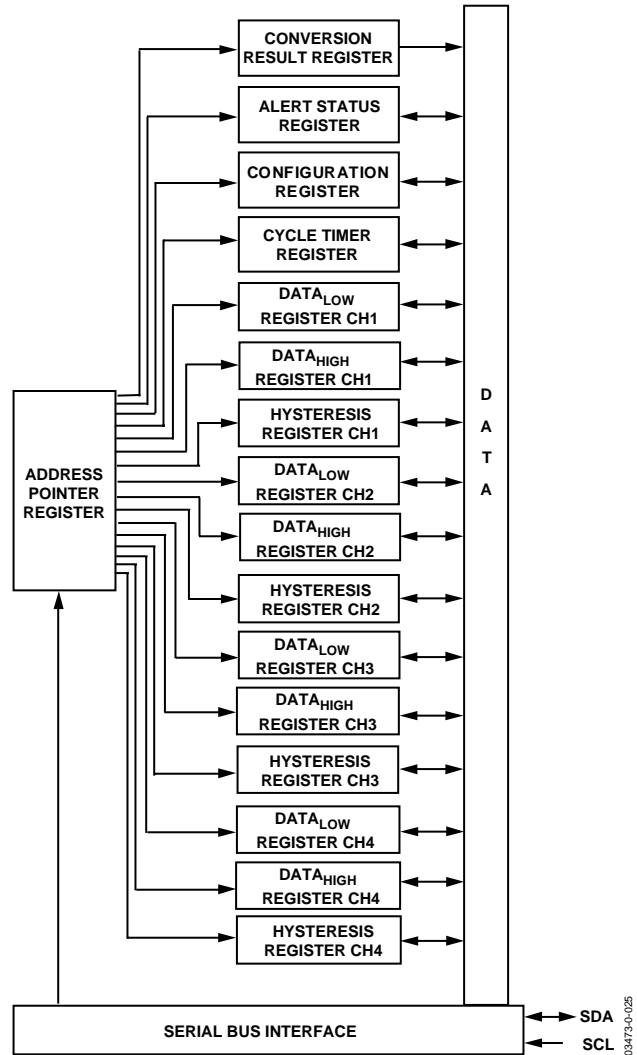 CONVERSION
RESULT REGISTER
ALERT STATUS
REGISTER
CONFIGURATION
REGISTER
CYCLE TIMER
REGISTER
DATALOW
REGISTER CH1
DATAHIGH
REGISTER CH1
HYSTERESIS
REGISTER CH1
DATALOW
REGISTER CH2
DATAHIGH
REGISTER CH2
HYSTERESIS
REGISTER CH2
DATALOW
REGISTER CH3
DATAHIGH
REGISTER CH3
HYSTERESIS
REGISTER CH3
DATALOW
REGISTER CH4
DATAHIGH
REGISTER CH4
HYSTERESIS
REGISTER CH4
ADDRESS
POINTER
REGISTER
D
A
T
A
SERIAL BUS INTERFACE
SDA
SCL
03473-0-025